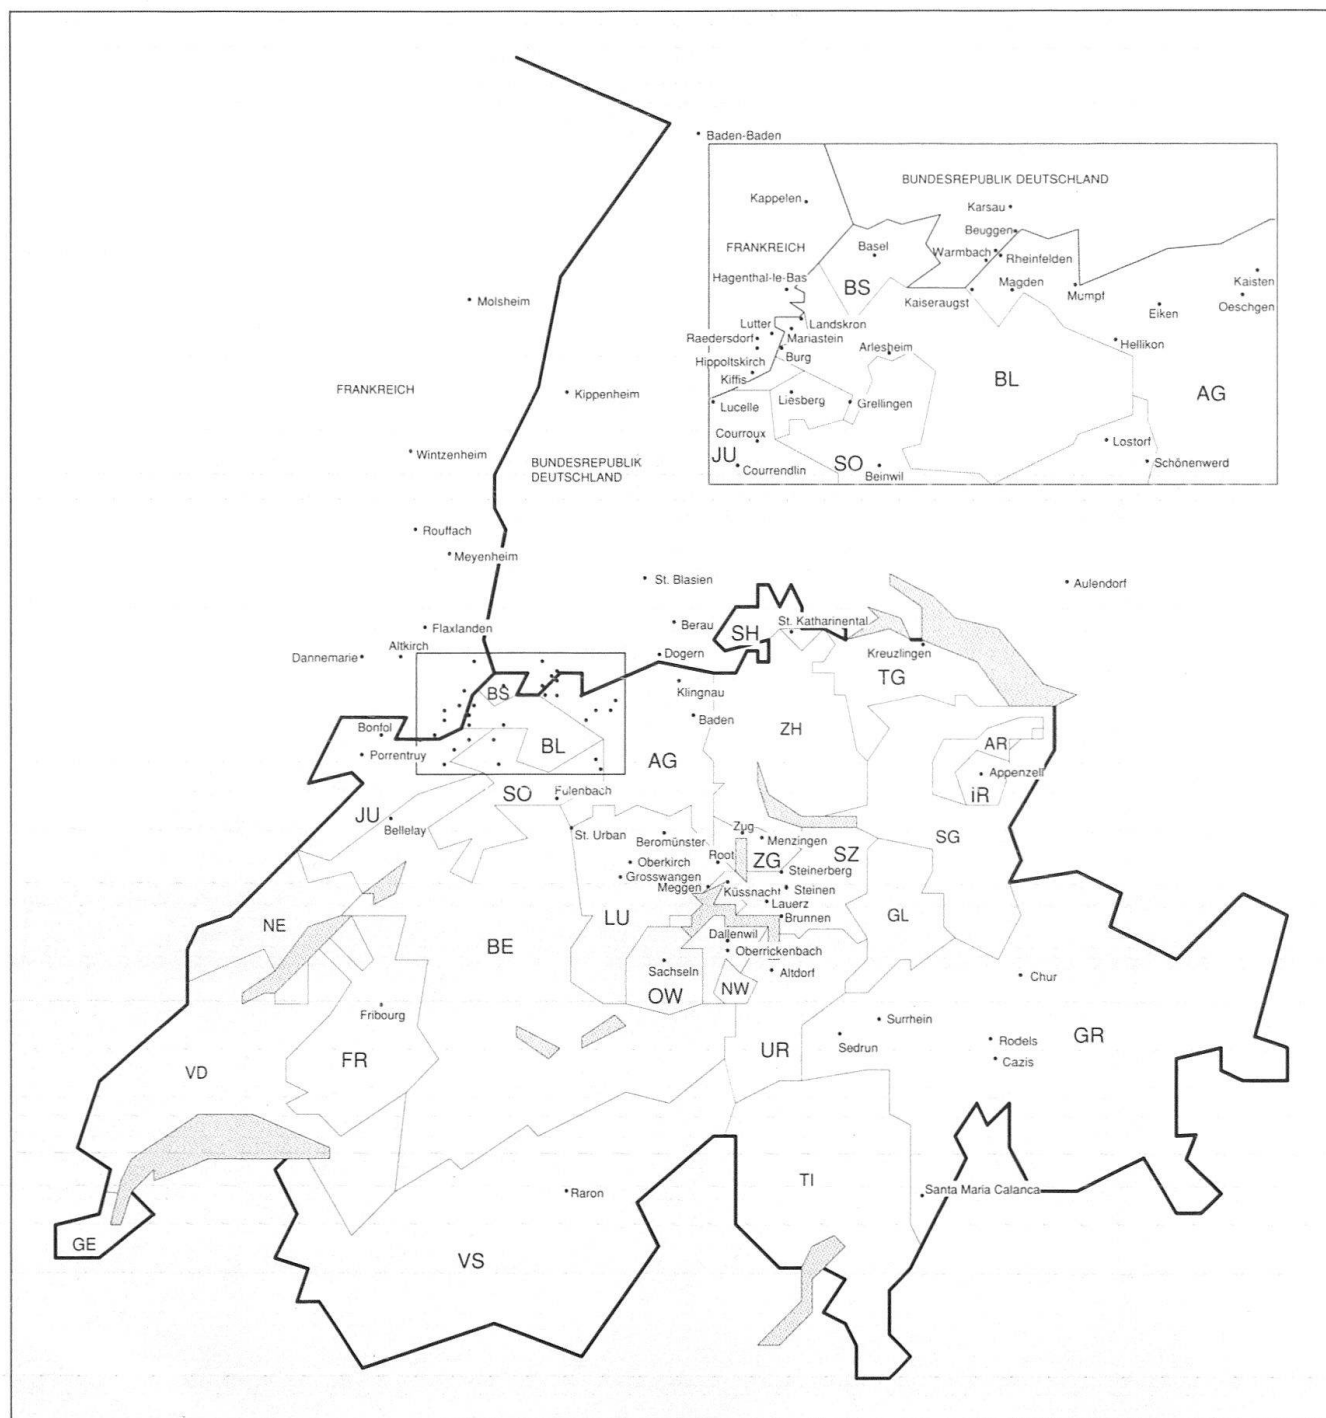 Baden-Baden
BUNDESREPUBLIK DEUTSCHLAND
Kappelen
Karsau
Beuggen
FRANKREICH
Basel
Warmbach
Rheinfelden
Hagenthal-le-Bas
BS
Kaiseraugst
Magden
Mumpf
Kaisten
Oeschgen
Eiken
Lutter
Landskron
Raedersdorf
Mariastein
Arlesheim
Hellikon
Hippoltskirch
Burg
Kiffis
BL
AG
Lucelle
Liesberg
Grellingen
Courroux
Lostorf
JU
Courrendlin
SO
Beinwil
Schönenwerd
Molsheim
FRANKREICH
Kippenheim
Wintzenheim
BUNDESREPUBLIK
DEUTSCHLAND
Rouffach
Meyenheim
St. Blasien
Aulendorf
Flaxlanden
Berau
SH
St. Katharinental
Altkirch
Dannemarie
Dogern
Kreuzlingen
TG
BS
Klingnau
Baden
Bonfol
ZH
Porrentruy
BL
AG
AR
Appenzell
IR
SO
Fulenbach
JU
Bellelay
St. Urban
Beromünster
Zug
Menzingen
SG
Oberkirch
Root
ZG
SZ
Grosswangen
Steinerberg
Meggen
Küssnacht
Steinen
Lauerz
LU
Brunnen
GL
NE
BE
Dallenwil
Oberrickenbach
Sachseln
Altdorf
Chur
OW
NW
Fribourg
Surrhein
Sedrun
Rodels
GR
FR
UR
Cazis
VD
TI
Raron
Santa Maria Calanca
GE
VS